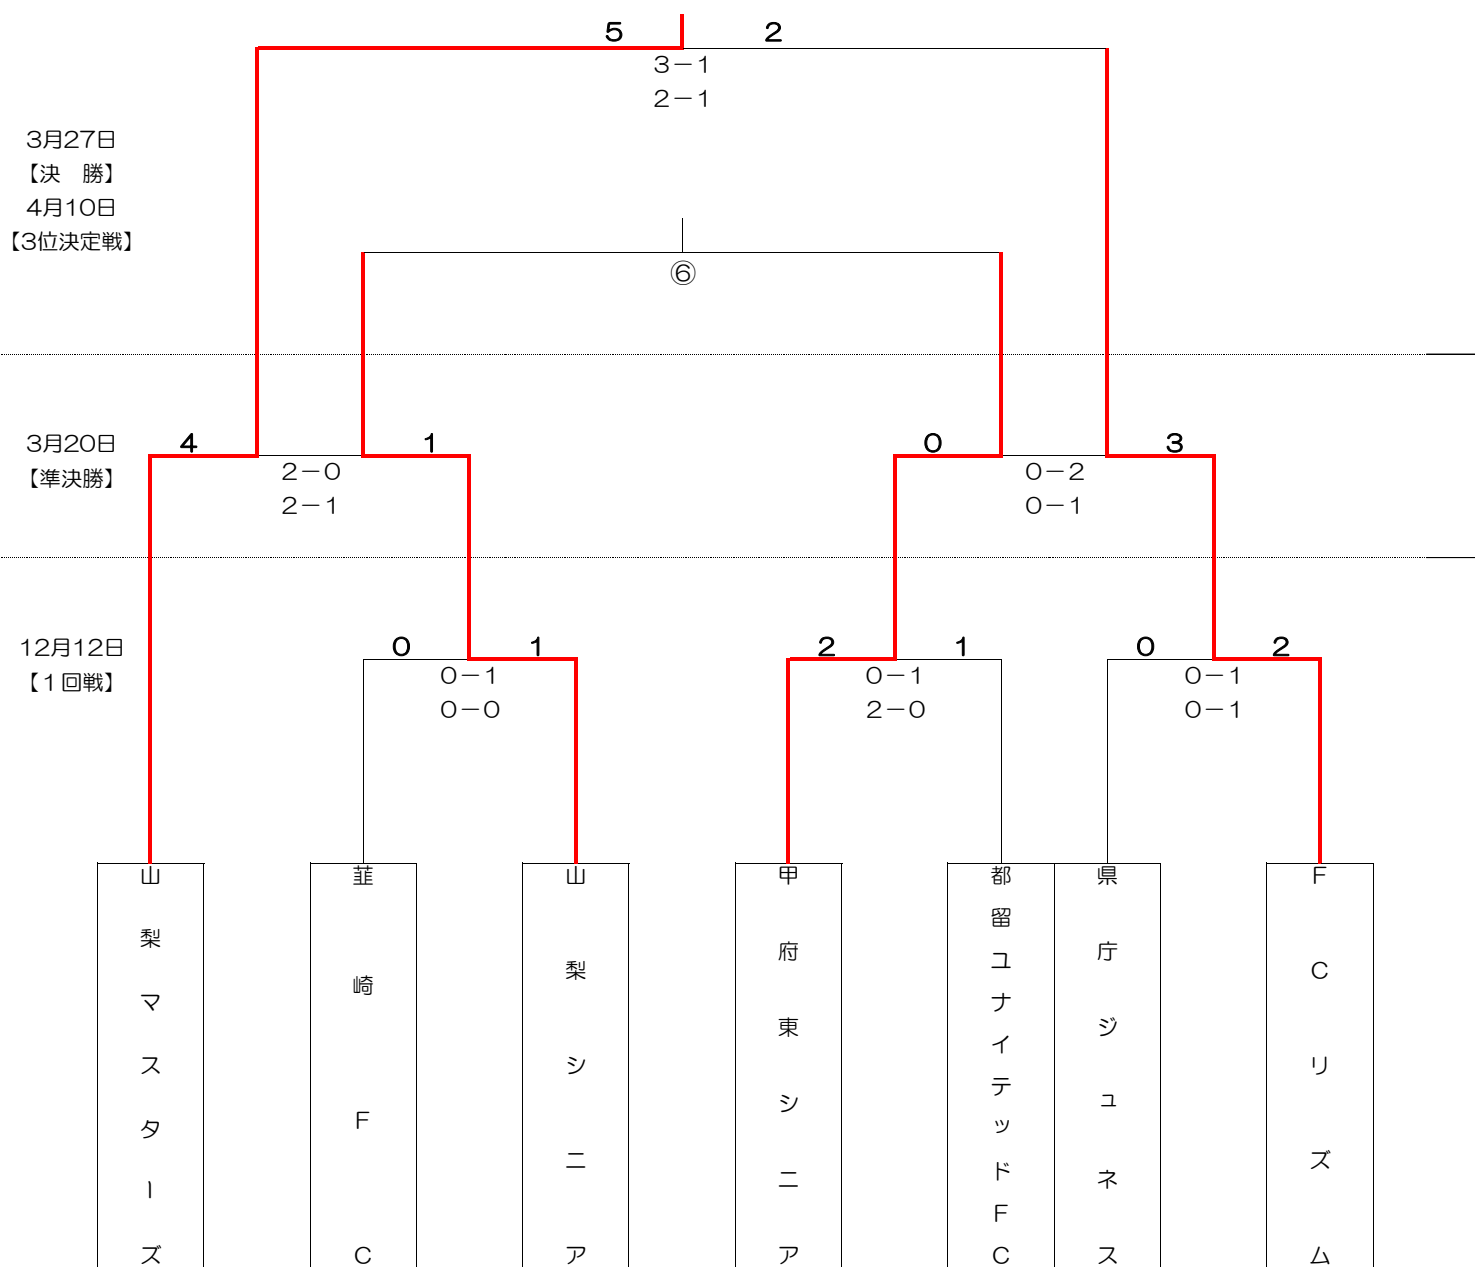 ５ ２
３－１
２－１
3月27日
【決　勝】
4月10日
【3位決定戦】
⑥
3月20日
【準決勝】
４ １ ０ ３
２－０ ０－２
２－１ ０－１
12月12日
【１回戦】
０ １ ２ １ ０ ２
０－１ ０－１ ０－１
０－０ ２－０ ０－１
山梨マスターズ
韮崎ＦＣ
山梨シニア
甲府東シニア
都留ユナイテッドＦＣ
県庁ジュネス
ＦＣリズム